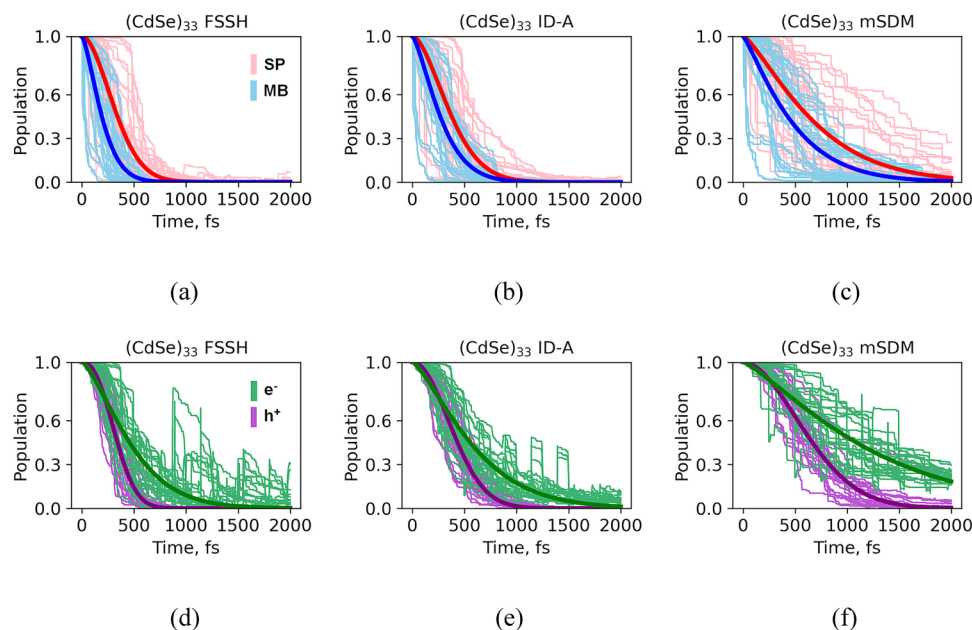 (CdSe)₃₃ FSSH
(CdSe)₃₃ ID-A
(CdSe)₃₃ mSDM
Population
1.0
0.6
0.3
0.0
SP
MB
0 500 1000 1500 2000
Time, fs
Population
1.0
0.6
0.3
0.0
0 500 1000 1500 2000
Time, fs
Population
1.0
0.6
0.3
0.0
0 500 1000 1500 2000
Time, fs
(a)
(b)
(c)
(CdSe)₃₃ FSSH
(CdSe)₃₃ ID-A
(CdSe)₃₃ mSDM
Population
1.0
0.6
0.3
0.0
e⁻
h⁺
0 500 1000 1500 2000
Time, fs
Population
1.0
0.6
0.3
0.0
0 500 1000 1500 2000
Time, fs
Population
1.0
0.6
0.3
0.0
0 500 1000 1500 2000
Time, fs
(d)
(e)
(f)